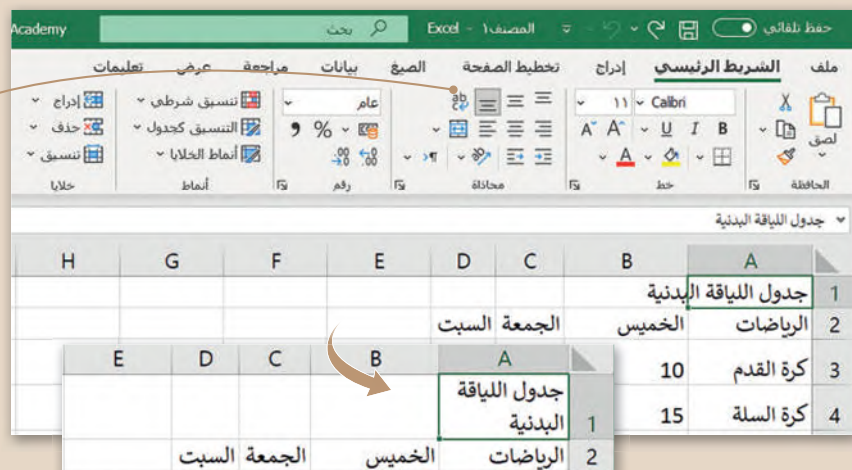 حفظ تلقائي المصنف١ - Excel بحث Academy
ملف الشريط الرئيسي إدراج تخطيط الصفحة الصيغ بيانات مراجعة عرض تعليمات
لصق Calibri ١١ ab عام تنسيق شرطي إدراج
B I U A A % التنسيق كجدول حذف
A أنماط الخلايا تنسيق
الحافظة خط محاذاة رقم أنماط خلايا
جدول اللياقة البدنية
A B C D E F G H
1 جدول اللياقة البدنية
2 الرياضات الخميس الجمعة السبت
3 كرة القدم 10
4 كرة السلة 15
A B C D E
1 جدول اللياقة
البدنية
2 الرياضات الخميس الجمعة السبت